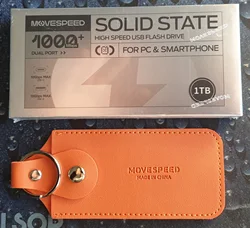 MOVESPEED
1000+
DUAL PORT >>
SOLID STATE
HIGH SPEED USB FLASH DRIVE
FOR PC & SMARTPHONE
1TB
MOVESPEED
MADE IN CHINA